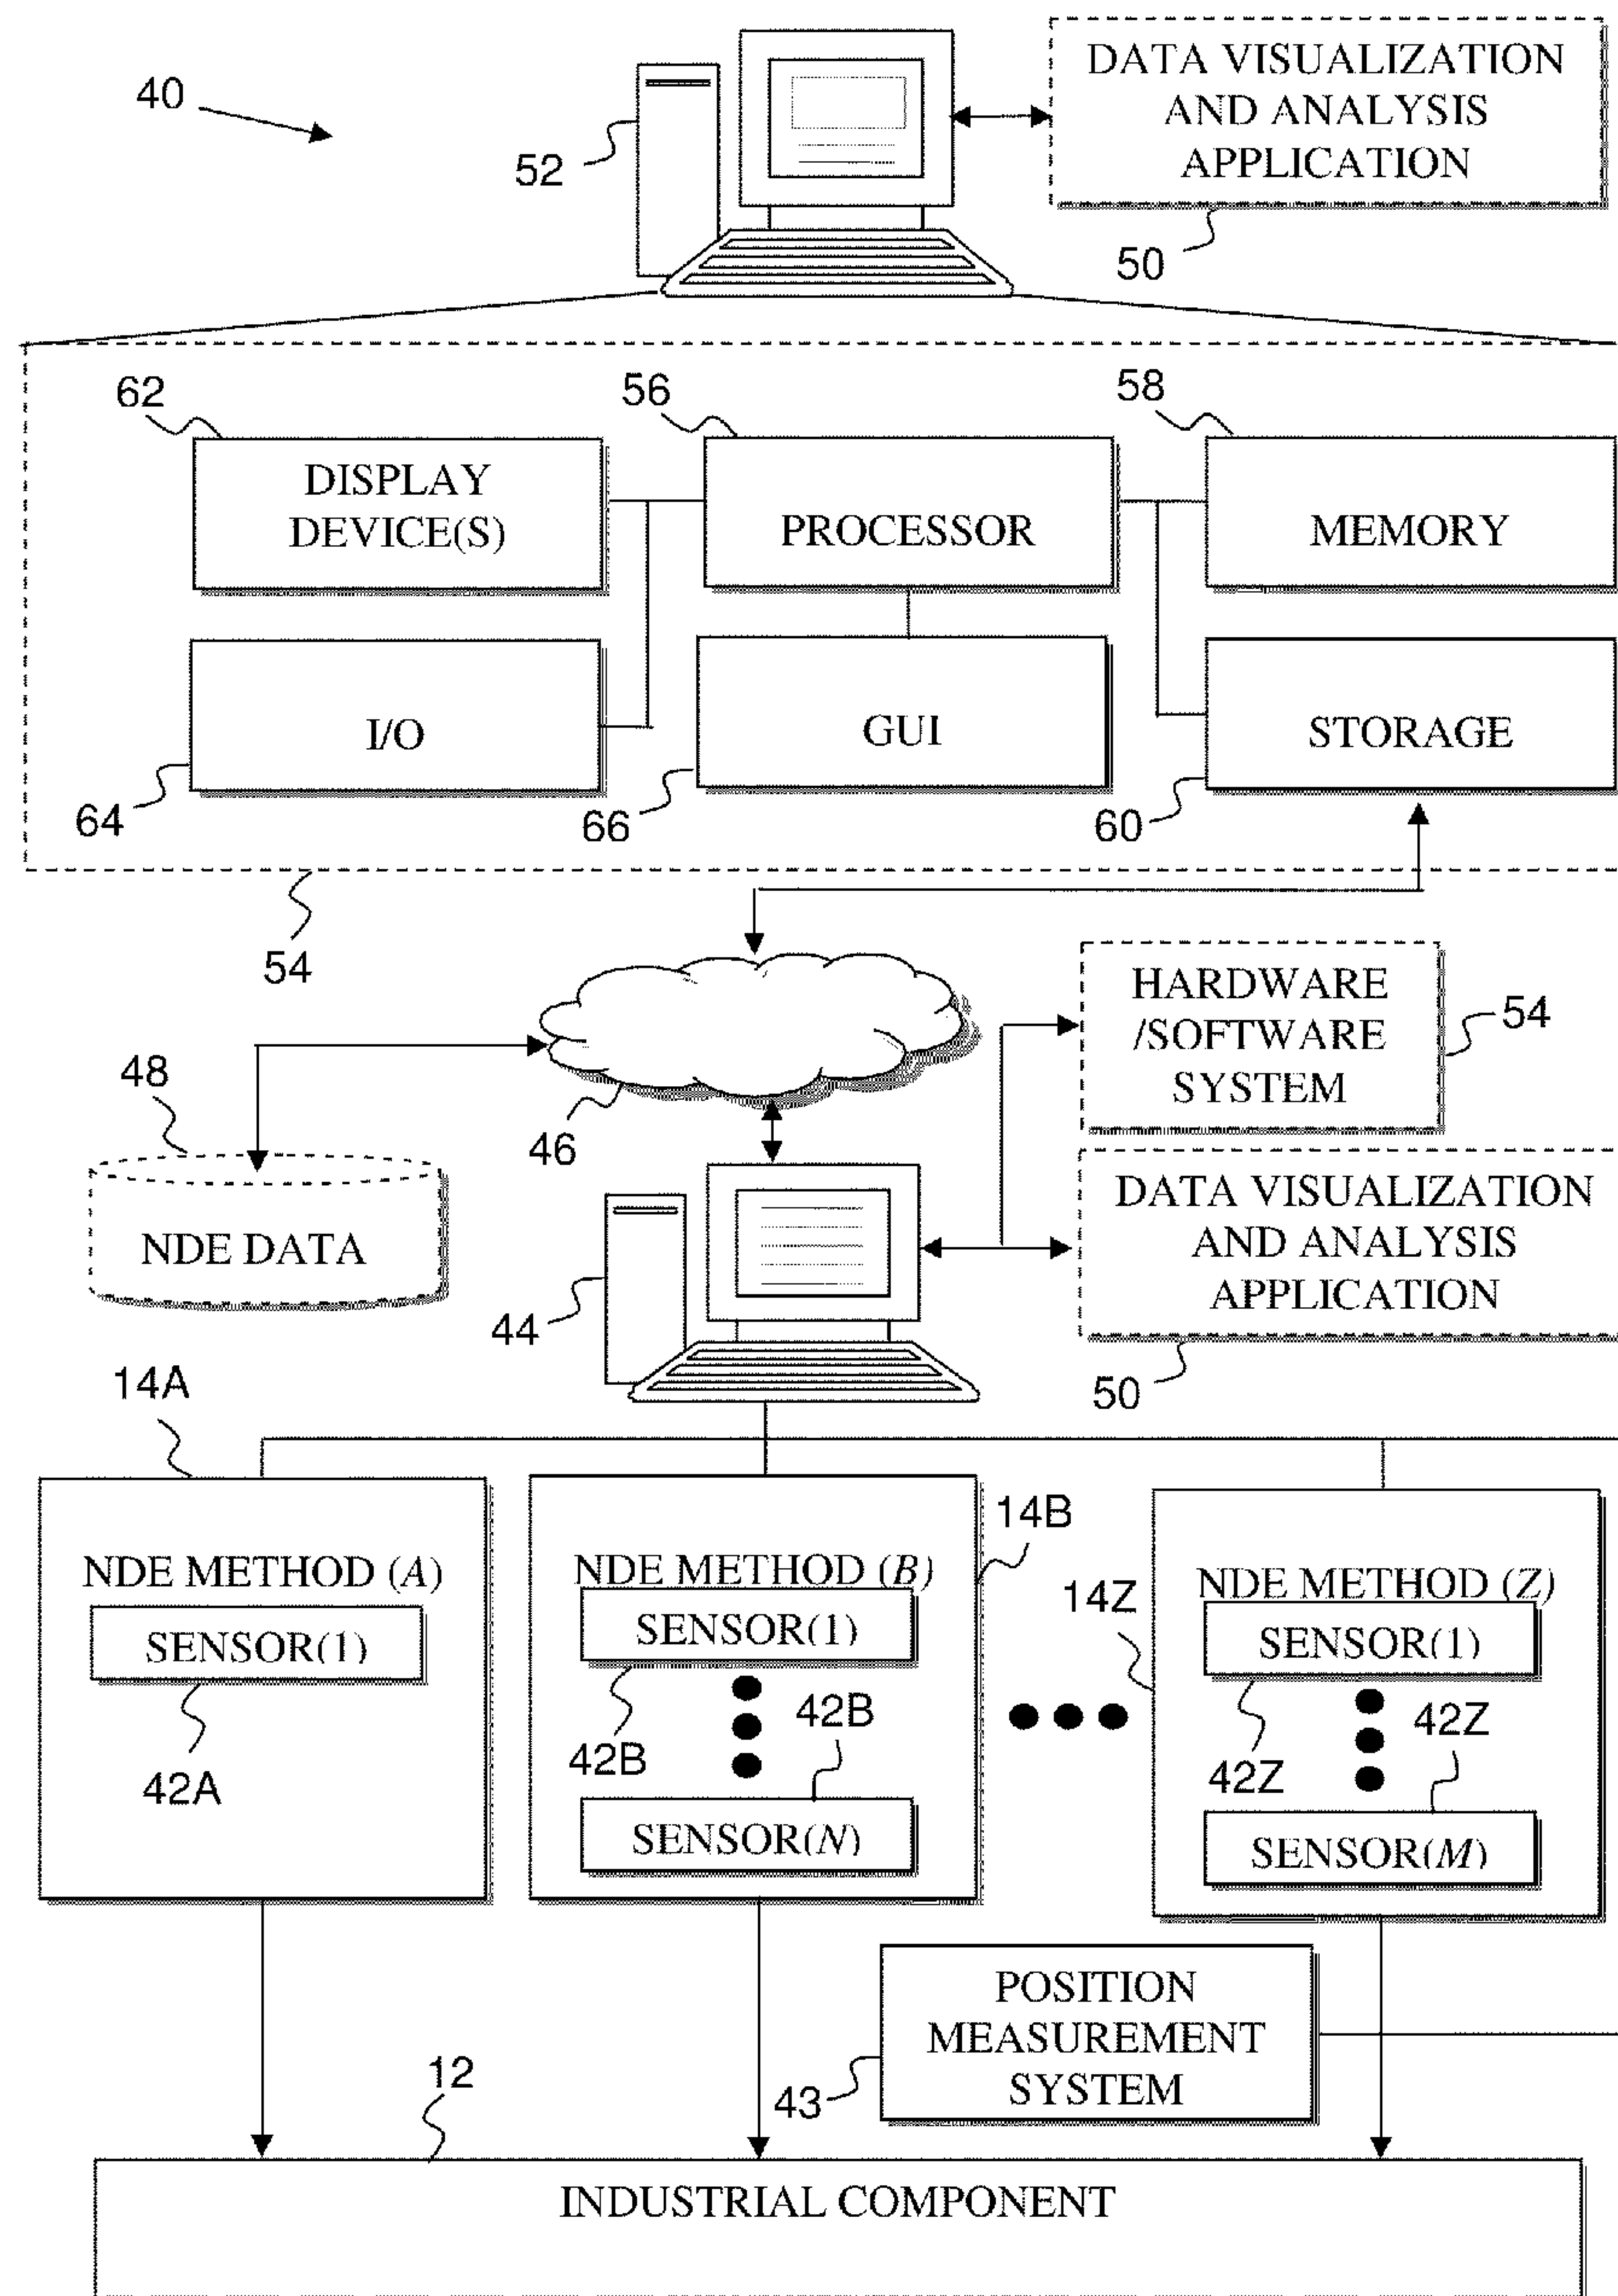 40
52
DATA VISUALIZATION
AND ANALYSIS
APPLICATION
50
62
56
58
DISPLAY
DEVICE(S)
PROCESSOR
MEMORY
I/O
GUI
STORAGE
64
66
60
54
HARDWARE
/SOFTWARE
SYSTEM
54
48
46
NDE DATA
DATA VISUALIZATION
AND ANALYSIS
APPLICATION
44
50
14A
14B
14Z
NDE METHOD (A)
SENSOR(1)
42A
NDE METHOD (B)
SENSOR(1)
42B
42B
SENSOR(N)
NDE METHOD (Z)
SENSOR(1)
42Z
42Z
SENSOR(M)
POSITION
MEASUREMENT
SYSTEM
43
12
INDUSTRIAL COMPONENT